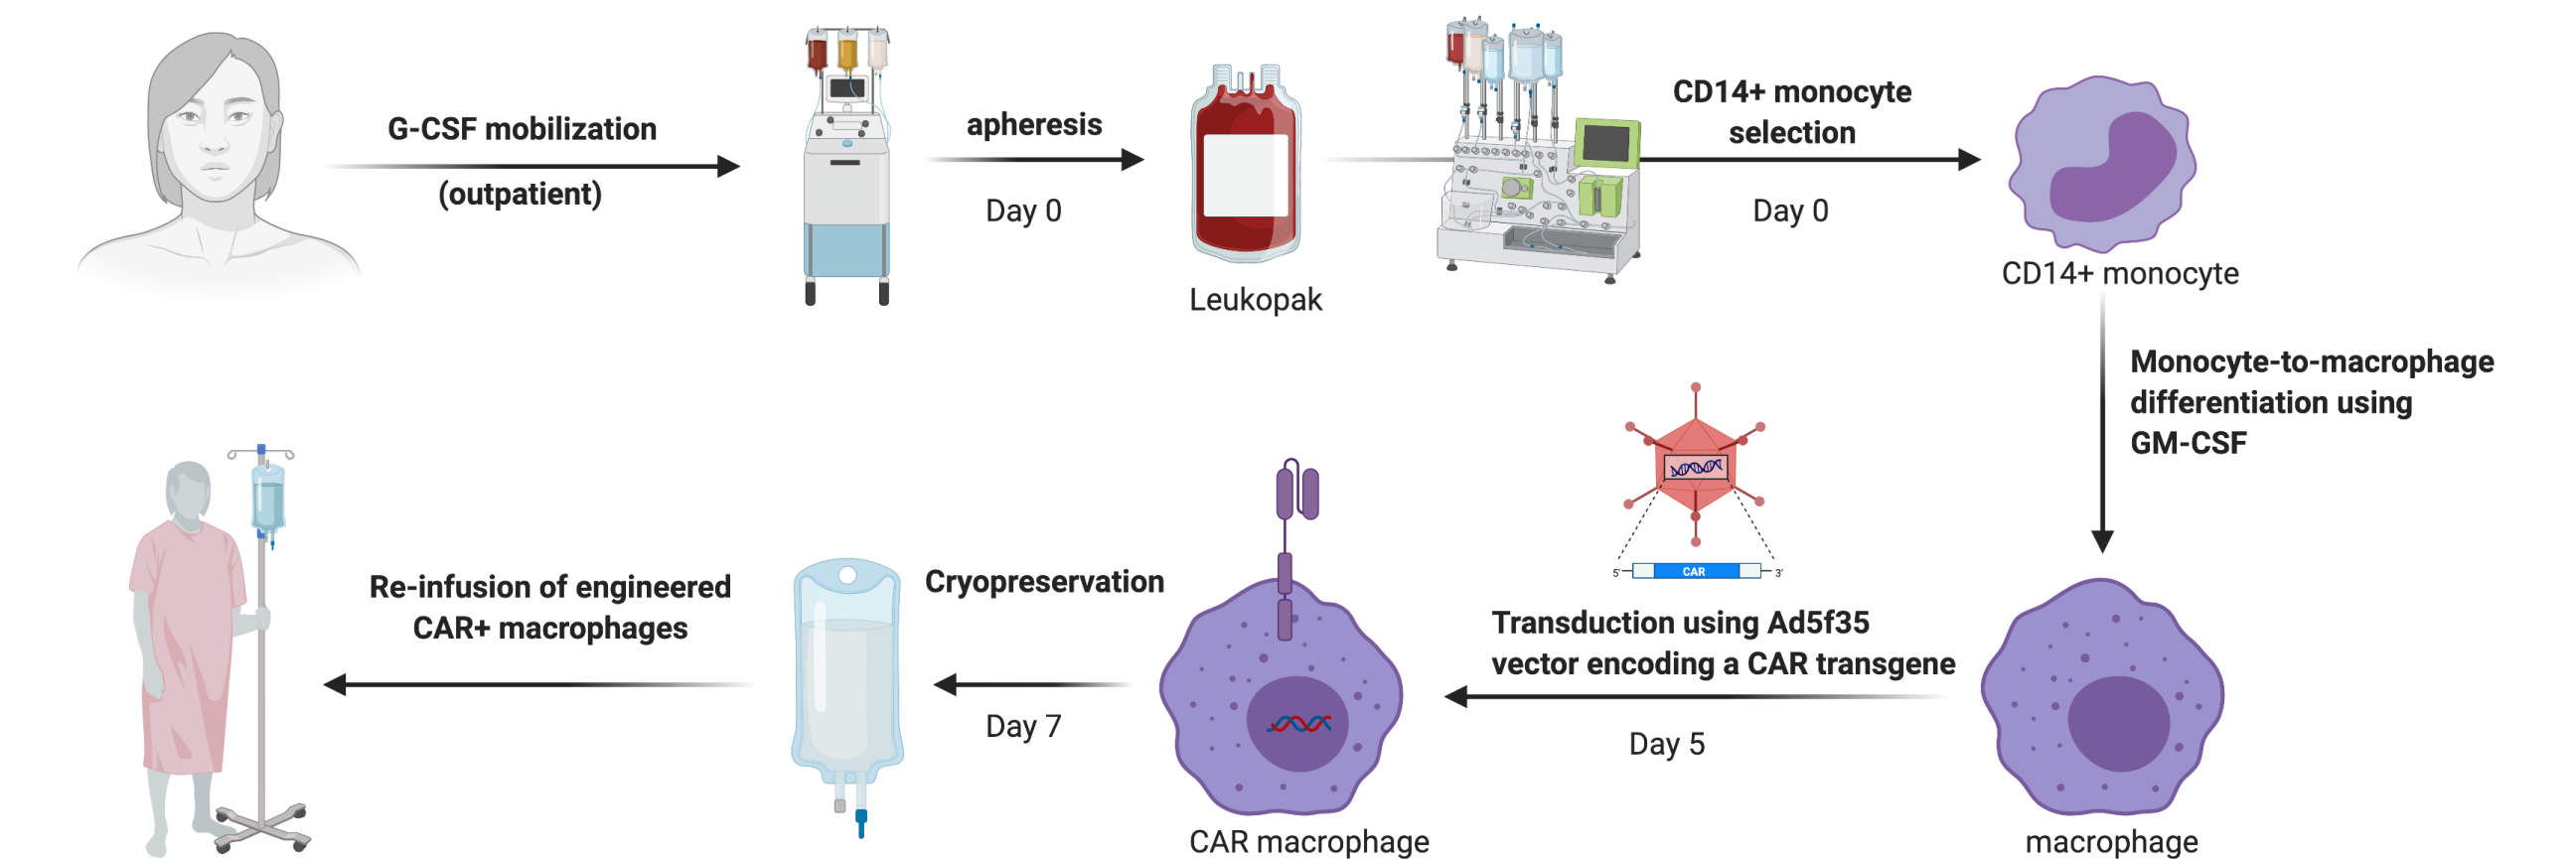 G-CSF mobilization
(outpatient)
apheresis
Day 0
Leukopak
CD14+ monocyte
selection
Day 0
CD14+ monocyte
Monocyte-to-macrophage
differentiation using
GM-CSF
macrophage
5' CAR 3'
Transduction using Ad5f35
vector encoding a CAR transgene
Day 5
CAR macrophage
Cryopreservation
Day 7
Re-infusion of engineered
CAR+ macrophages